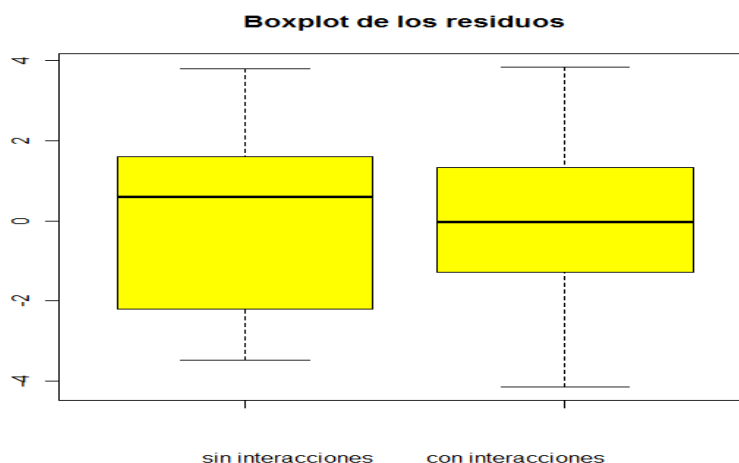 Boxplot de los residuos
4
2
0
-2
-4
sin interacciones con interacciones